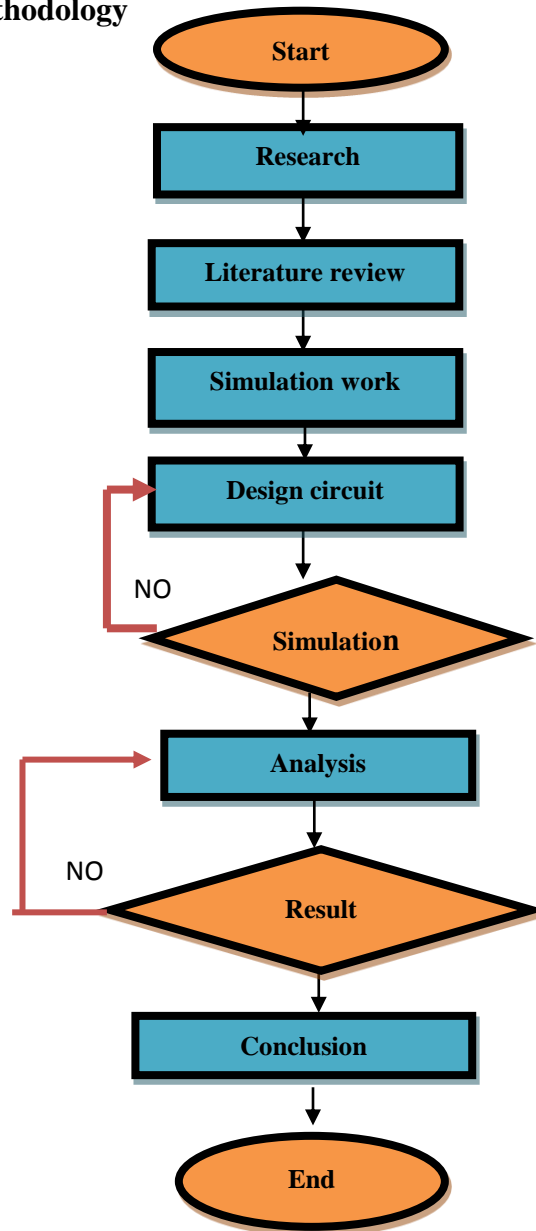 thodology
Start
Research
Literature review
Simulation work
Design circuit
NO
Simulation
Analysis
NO
Result
Conclusion
End